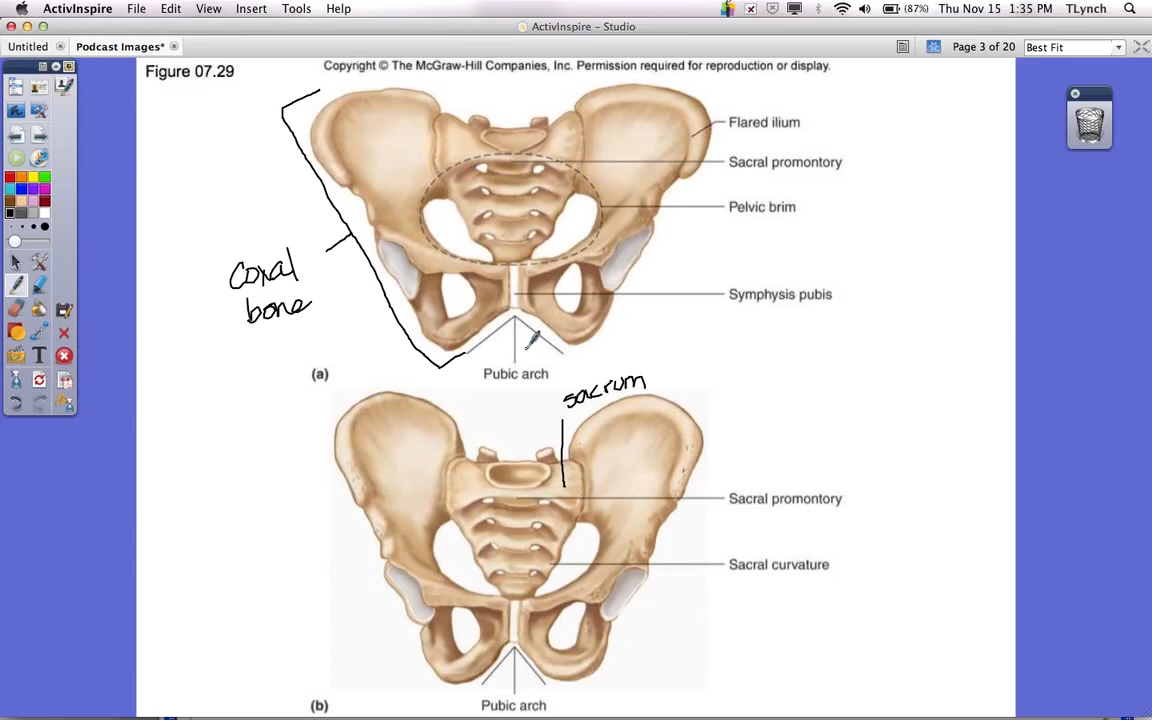 ActivInspire File Edit View Insert Tools Help (87%) Thu Nov 15 1:35 PM TLynch
ActivInspire - Studio
Untitled Podcast Images* Page 3 of 20 Best Fit
Figure 07.29 Copyright © The McGraw-Hill Companies, Inc. Permission required for reproduction or display.
Flared ilium
Sacral promontory
Pelvic brim
coxal
bone
Symphysis pubis
(a) Pubic arch
sacrum
Sacral promontory
Sacral curvature
(b) Pubic arch